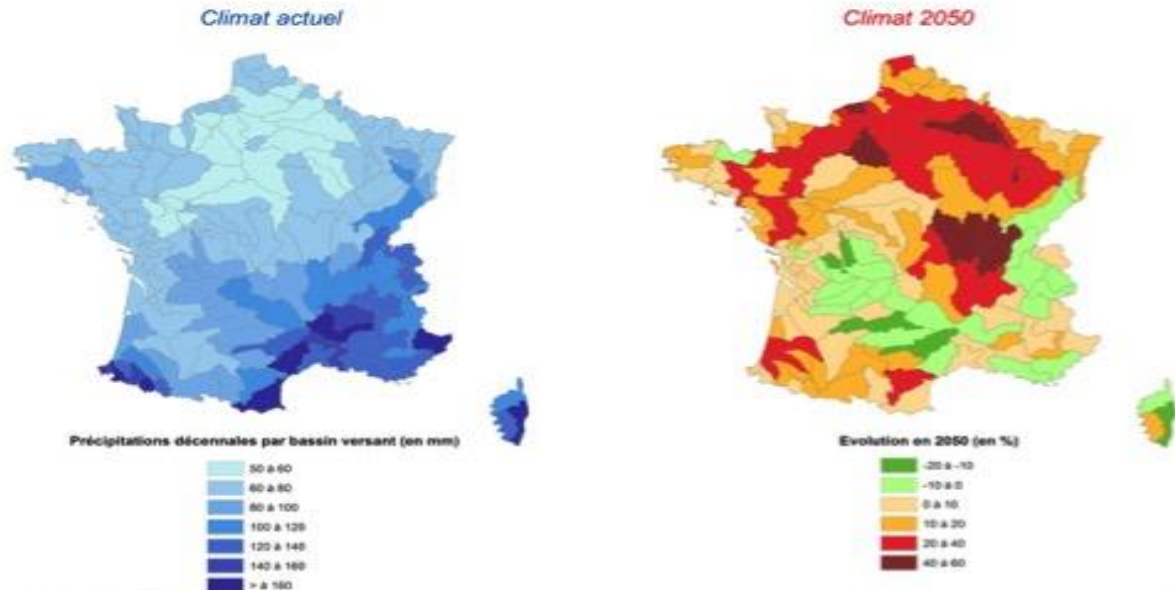 Climat actuel
Climat 2050
Précipitations décennales par bassin versant (en mm)
50 à 60
60 à 80
80 à 100
100 à 120
120 à 140
140 à 160
> à 160
Evolution en 2050 (en %)
-20 à -10
-10 à 0
0 à 10
10 à 20
20 à 40
40 à 60